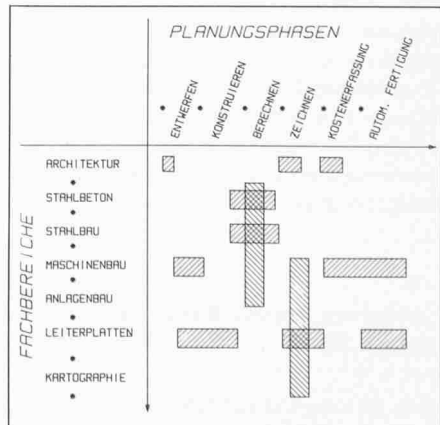 PLANUNGSPHASEN
ENTWERFEN
KONSTRUIEREN
BERECHNEN
ZEICHNEN
KOSTENERFASSUNG
AUTOM. FERTIGUNG
FACHBEREICHE
ARCHITEKTUR
STAHLBETON
STAHLBAU
MASCHINENBAU
ANLAGENBAU
LEITERPLATTEN
KARTOGRAPHIE